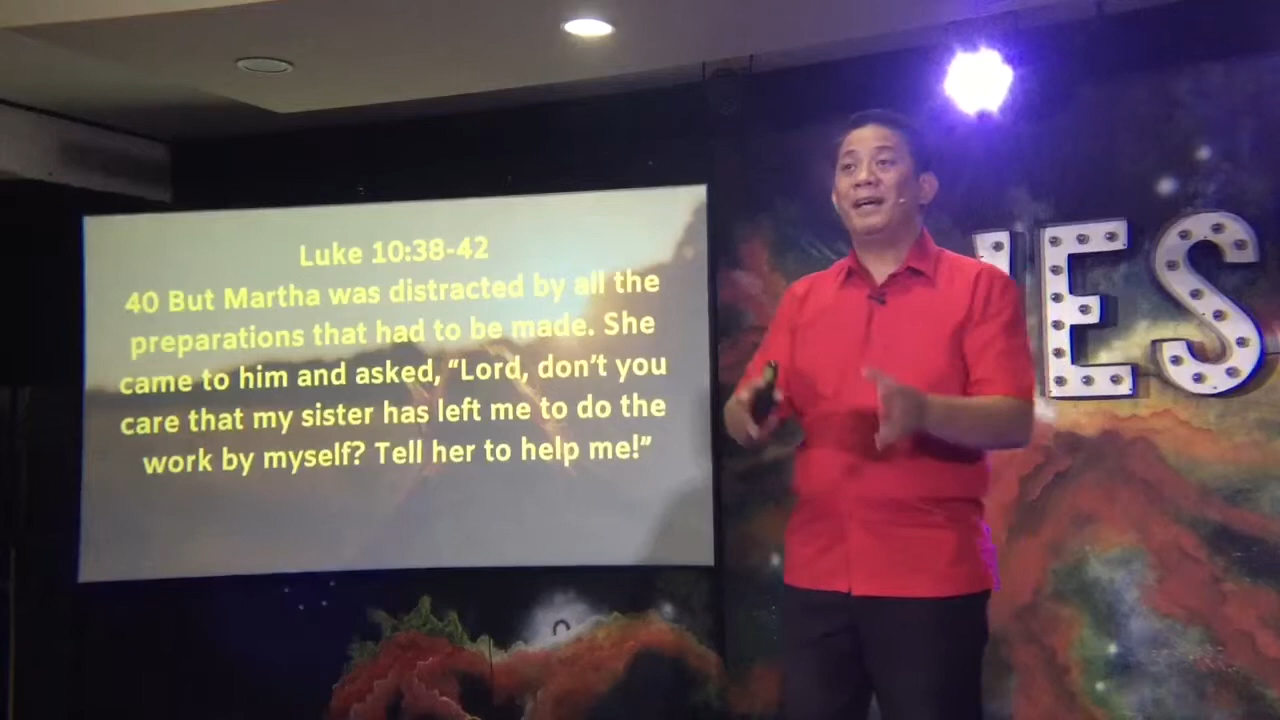 Luke 10:38-42
40 But Martha was distracted by all the
preparations that had to be made. She
came to him and asked, “Lord, don’t you
care that my sister has left me to do the
work by myself? Tell her to help me!”
ES